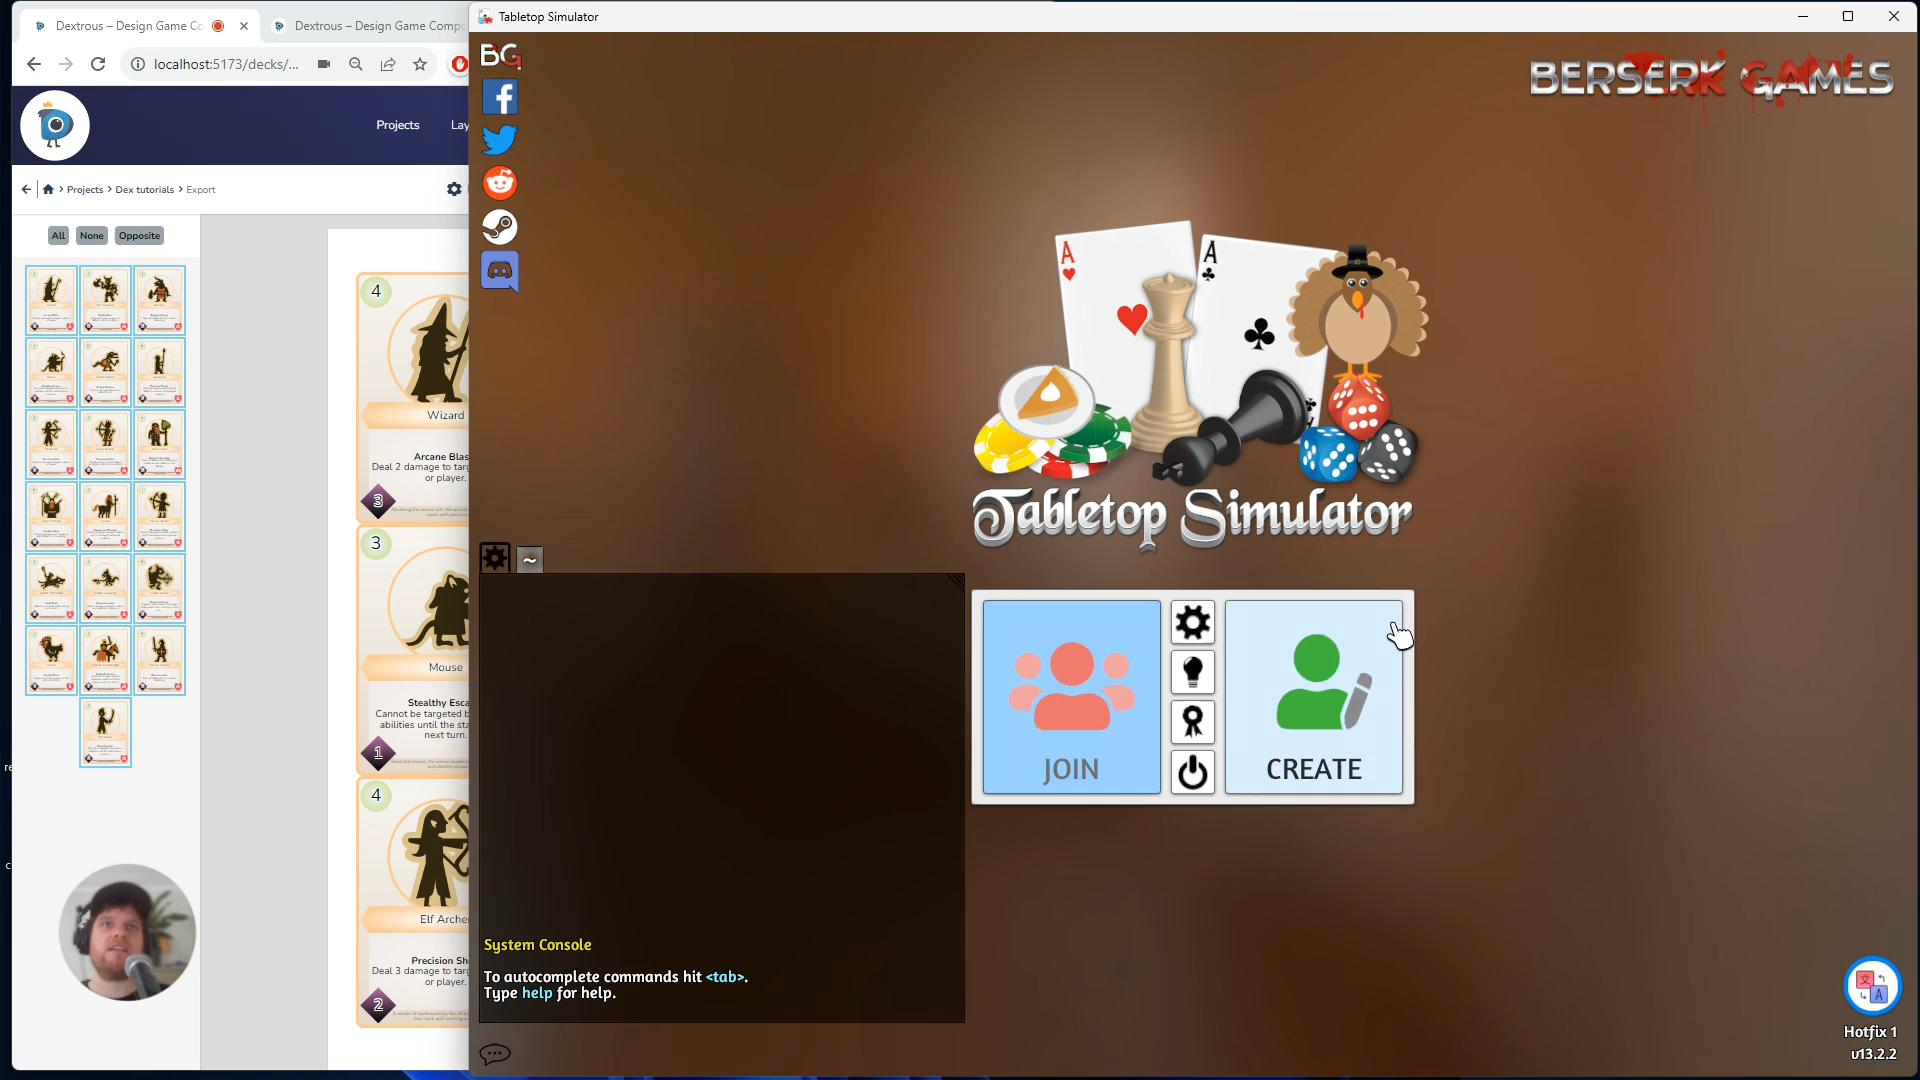 Dextrous – Design Game Co
Dextrous – Design Game Comp
localhost:5173/decks/...
Projects
Lay
Projects > Dex tutorials > Export
All
None
Opposite
4
Wizard
Arcane Blas
Deal 2 damage to targ
or player.
3
3
Mouse
Stealthy Esca
Cannot be targeted b
abilities until the sta
next turn.
1
4
Elf Arche
Precision Sh
Deal 3 damage to targ
or player.
2
Tabletop Simulator
BG
BERSERK GAMES
A
A
Tabletop Simulator
~
JOIN
CREATE
System Console
To autocomplete commands hit <tab>.
Type help for help.
Hotfix 1
v13.2.2